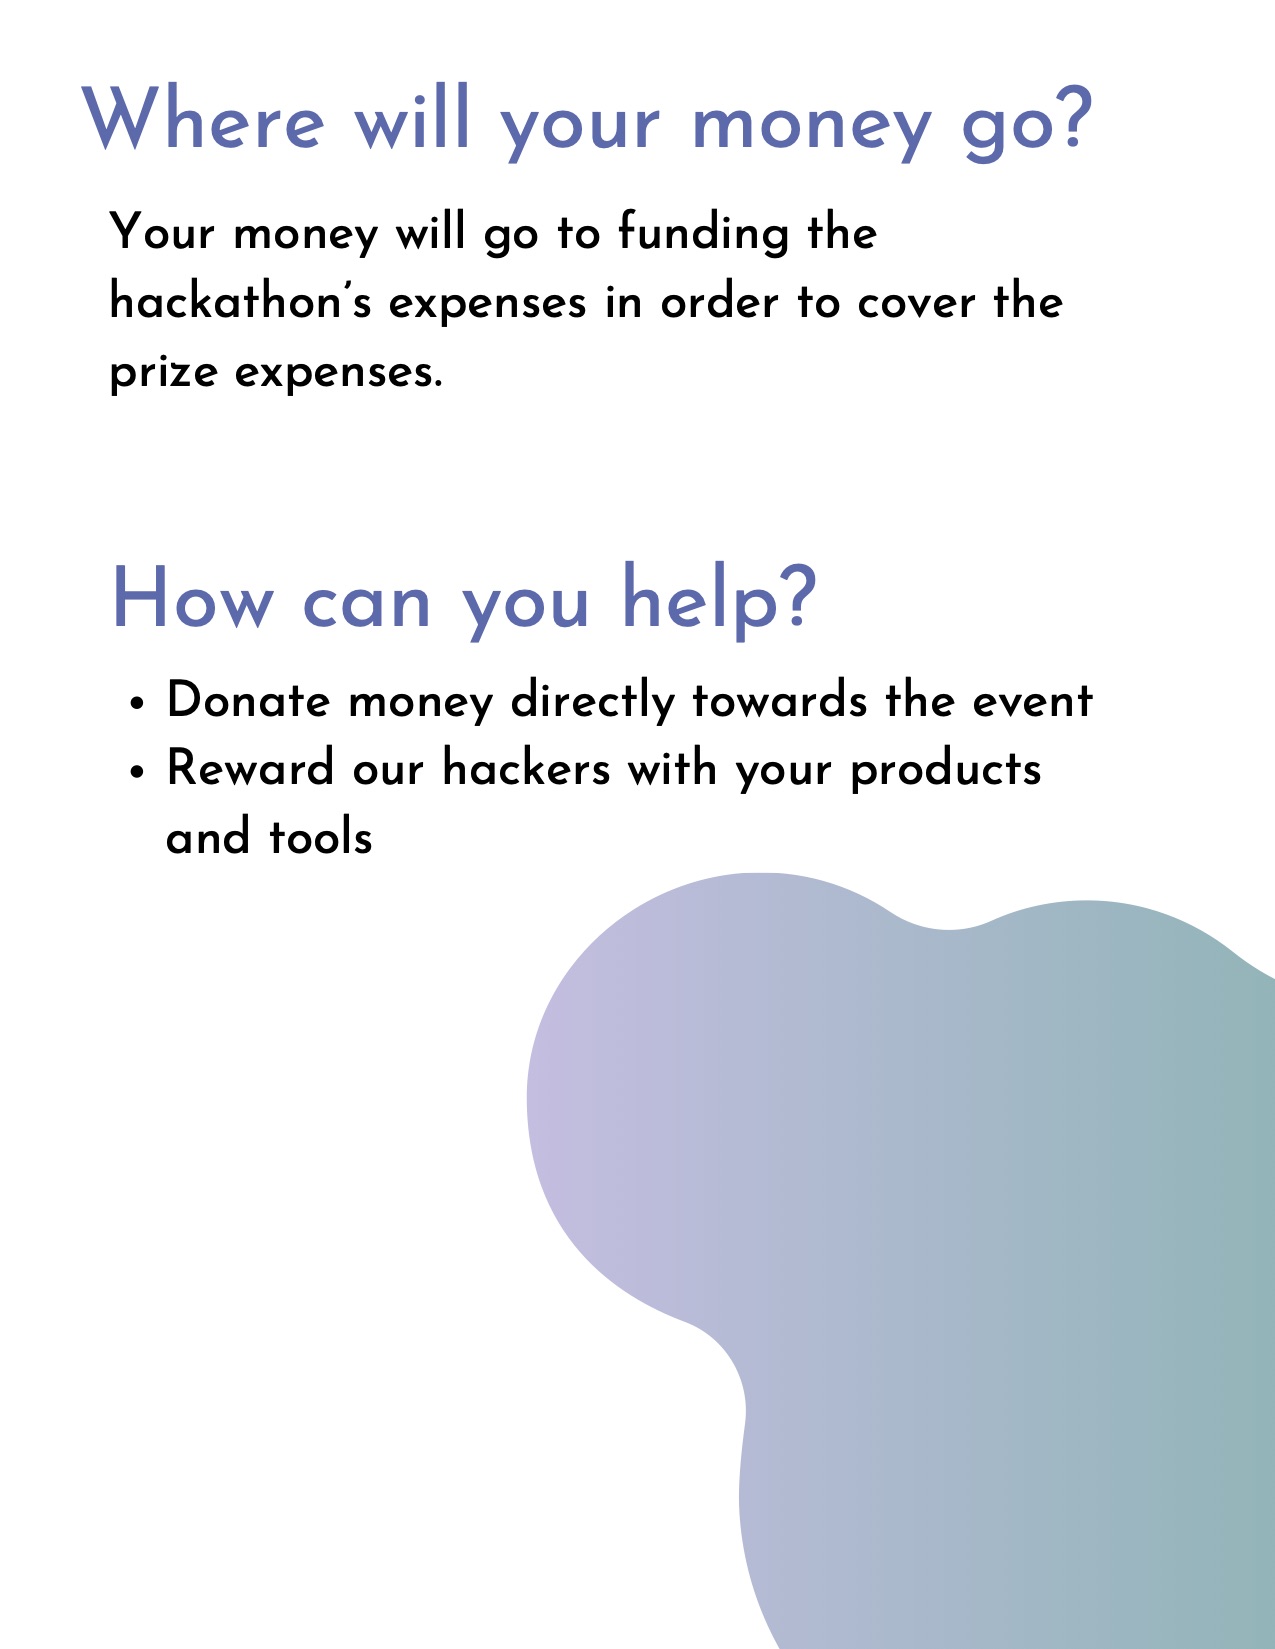 Where will your money go?
Your money will go to funding the
hackathon’s expenses in order to cover the
prize expenses.
How can you help?
• Donate money directly towards the event
• Reward our hackers with your products
and tools